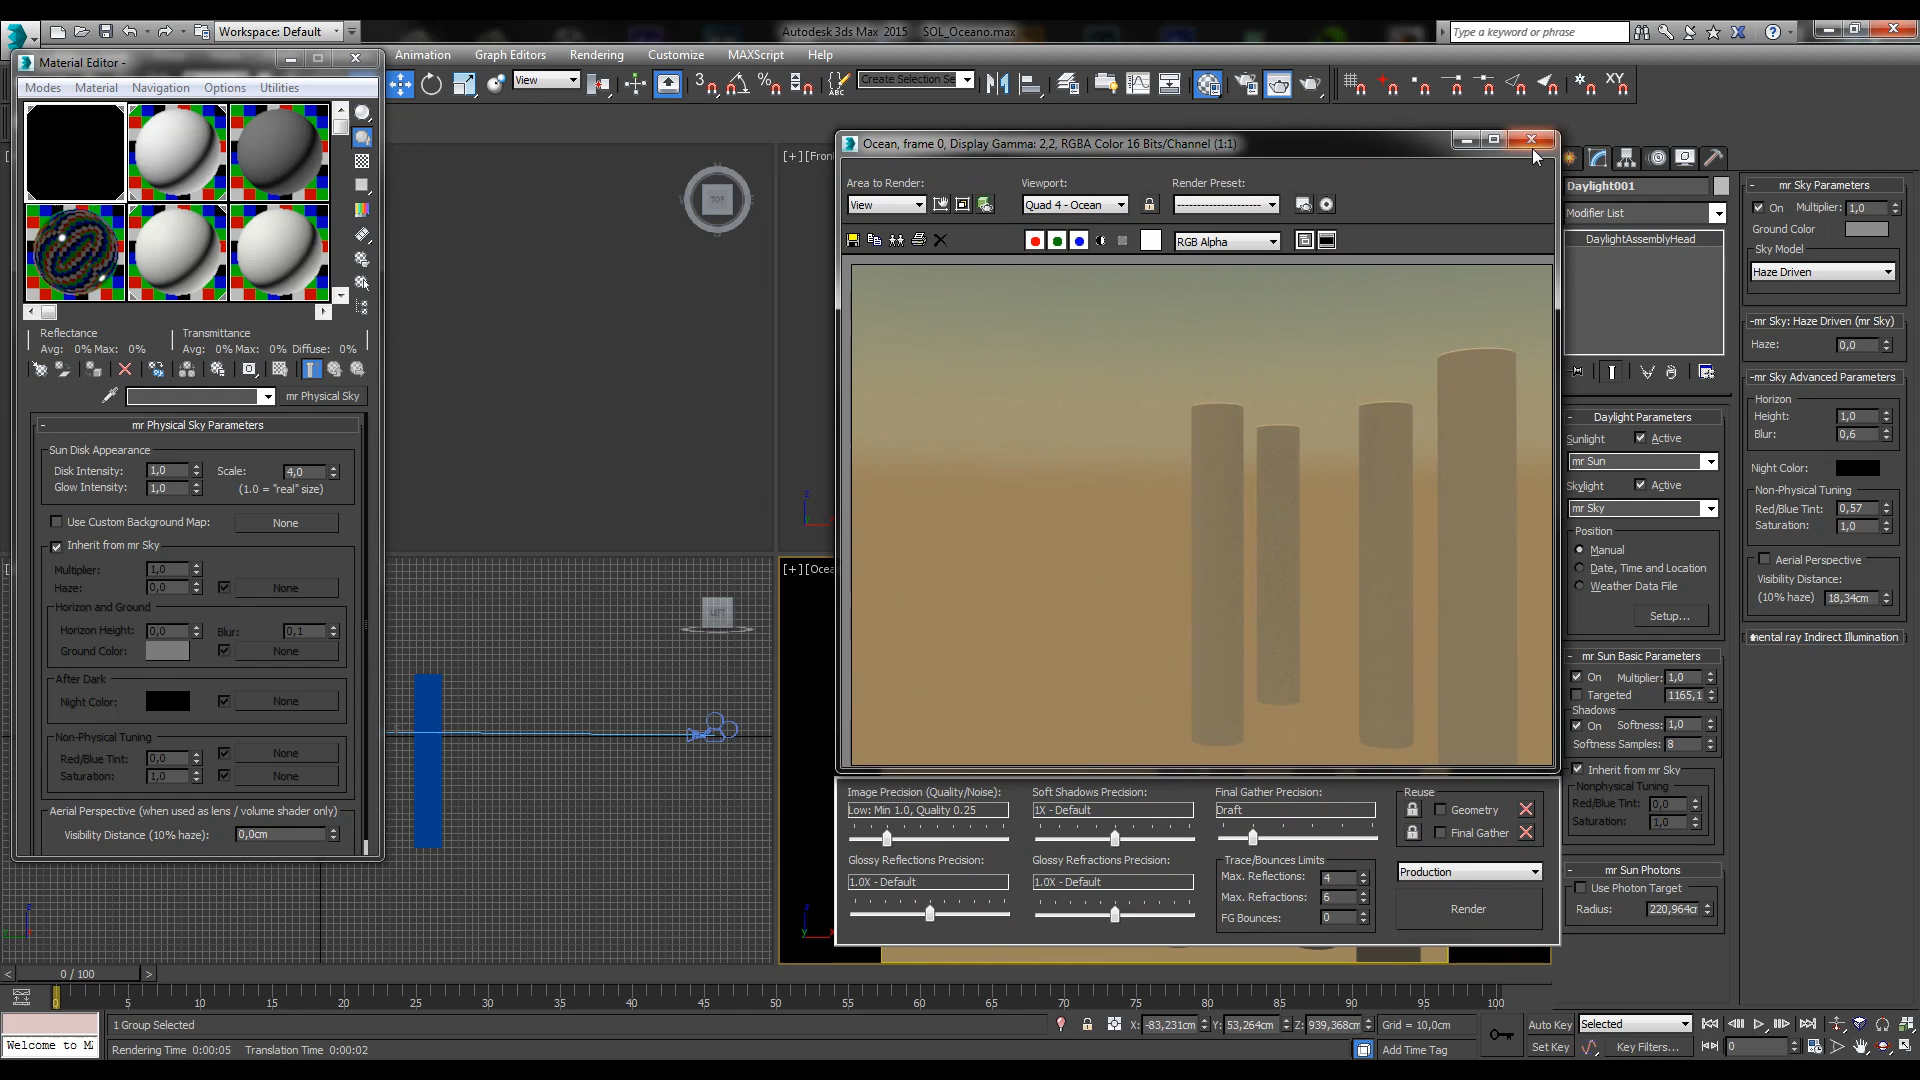 Workspace: Default
Autodesk 3ds Max 2015 SOL_Oceano.max
Type a keyword or phrase
Material Editor -
Animation
Graph Editors
Rendering
Customize
MAXScript
Help
Modes
Material
Navigation
Options
Utilities
View
3
%
ABC
Create Selection Se
XY
[+] [Fron
TOP
Ocean, frame 0, Display Gamma: 2,2, RGBA Color 16 Bits/Channel (1:1)
Area to Render:
View
Viewport:
Quad 4 - Ocean
Render Preset:
RGB Alpha
Reflectance
Avg: 0% Max: 0%
Transmittance
Avg: 0% Max: 0% Diffuse: 0%
mr Physical Sky
mr Physical Sky Parameters
Sun Disk Appearance
Disk Intensity: 1,0
Scale: 4,0
Glow Intensity: 1,0
(1.0 = "real" size)
Use Custom Background Map:
None
Inherit from mr Sky
Multiplier: 1,0
Haze: 0,0
None
Horizon and Ground
Horizon Height: 0,0
Blur: 0,1
Ground Color:
None
After Dark
Night Color:
None
Non-Physical Tuning
Red/Blue Tint: 0,0
None
Saturation: 1,0
None
Aerial Perspective (when used as lens / volume shader only)
Visibility Distance (10% haze): 0,0cm
[+] [Ocea
LEFT
Daylight001
Modifier List
DaylightAssemblyHead
Daylight Parameters
Sunlight
Active
mr Sun
Skylight
Active
mr Sky
Position
Manual
Date, Time and Location
Weather Data File
Setup...
mr Sun Basic Parameters
On Multiplier: 1,0
Targeted 1165,1
Shadows
On Softness: 1,0
Softness Samples: 8
Inherit from mr Sky
Nonphysical Tuning
Red/Blue Tint: 0,0
Saturation: 1,0
mr Sun Photons
Use Photon Target
Radius: 220,964cr
mr Sky Parameters
On Multiplier: 1,0
Ground Color
Sky Model
Haze Driven
mr Sky: Haze Driven (mr Sky)
Haze: 0,0
mr Sky Advanced Parameters
Horizon
Height: 1,0
Blur: 0,6
Night Color:
Non-Physical Tuning
Red/Blue Tint: 0,57
Saturation: 1,0
Aerial Perspective
Visibility Distance:
(10% haze) 18,34cm
mental ray Indirect Illumination
Image Precision (Quality/Noise):
Low: Min 1.0, Quality 0.25
Soft Shadows Precision:
1X - Default
Final Gather Precision:
Draft
Reuse
Geometry
Final Gather
Glossy Reflections Precision:
1.0X - Default
Glossy Refractions Precision:
1.0X - Default
Trace/Bounces Limits
Max. Reflections: 4
Max. Refractions: 6
FG Bounces: 0
Production
Render
0 / 100
0 5 10 15 20 25 30 35 40 45 50 55 60 65 70 75 80 85 90 95 100
1 Group Selected
X: -83,231cm Y: 53,264cm Z: 939,368cm
Grid = 10,0cm
Auto Key
Selected
Welcome to M
Rendering Time 0:00:05 Translation Time 0:00:02
Add Time Tag
Set Key
Key Filters...
0